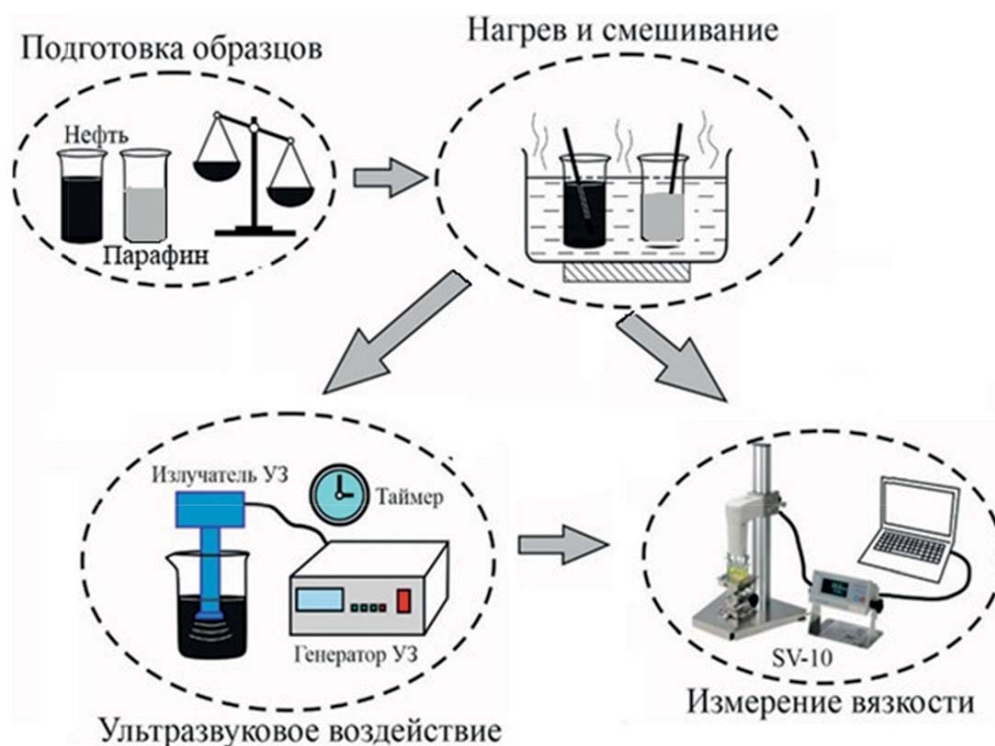 Подготовка образцов
Нагрев и смешивание
Нефть
Парафин
Излучатель УЗ
Таймер
Генератор УЗ
SV-10
Ультразвуковое воздействие
Измерение вязкости